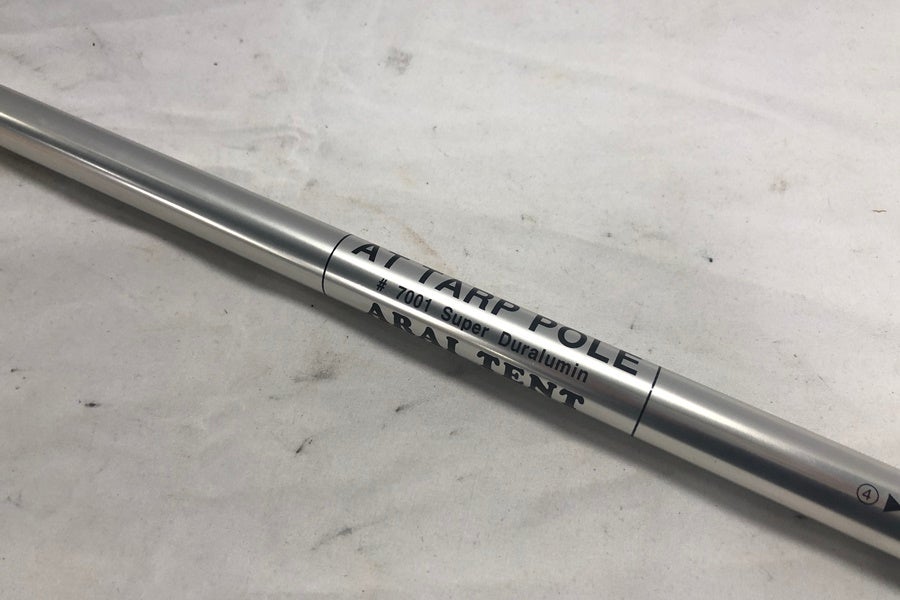 AT TARP POLE
# 7001 Super Duralumin
ARAI TENT
④ ▶